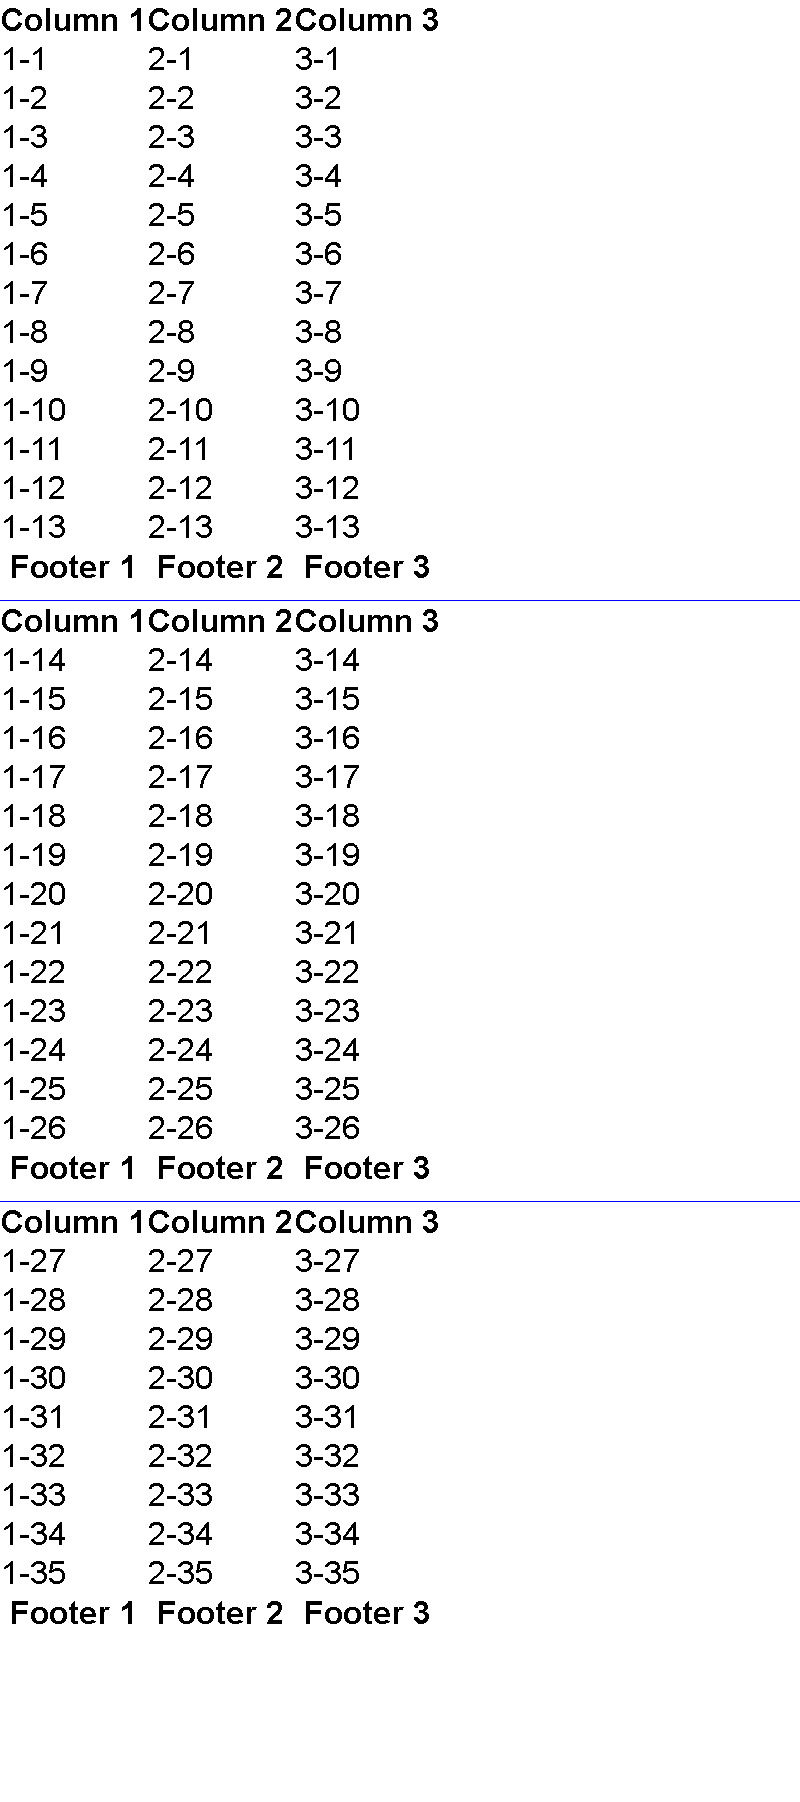 Column 1 Column 2 Column 3
1-1 2-1 3-1
1-2 2-2 3-2
1-3 2-3 3-3
1-4 2-4 3-4
1-5 2-5 3-5
1-6 2-6 3-6
1-7 2-7 3-7
1-8 2-8 3-8
1-9 2-9 3-9
1-10 2-10 3-10
1-11 2-11 3-11
1-12 2-12 3-12
1-13 2-13 3-13
Footer 1 Footer 2 Footer 3
Column 1 Column 2 Column 3
1-14 2-14 3-14
1-15 2-15 3-15
1-16 2-16 3-16
1-17 2-17 3-17
1-18 2-18 3-18
1-19 2-19 3-19
1-20 2-20 3-20
1-21 2-21 3-21
1-22 2-22 3-22
1-23 2-23 3-23
1-24 2-24 3-24
1-25 2-25 3-25
1-26 2-26 3-26
Footer 1 Footer 2 Footer 3
Column 1 Column 2 Column 3
1-27 2-27 3-27
1-28 2-28 3-28
1-29 2-29 3-29
1-30 2-30 3-30
1-31 2-31 3-31
1-32 2-32 3-32
1-33 2-33 3-33
1-34 2-34 3-34
1-35 2-35 3-35
Footer 1 Footer 2 Footer 3